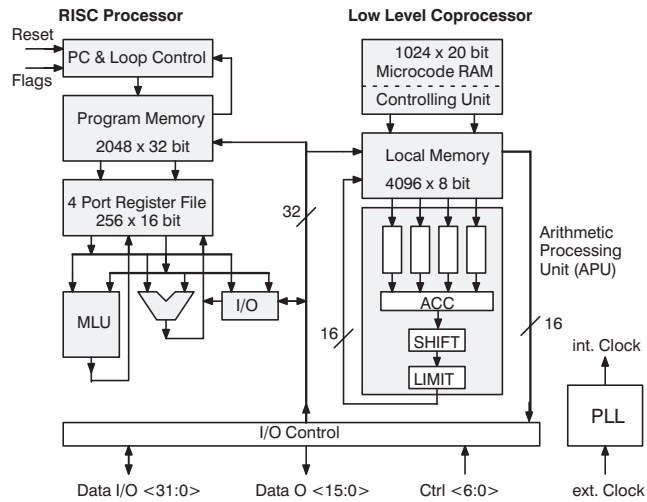 RISC Processor
Low Level Coprocessor
Reset
Flags
PC & Loop Control
Program Memory
2048 x 32 bit
4 Port Register File
256 x 16 bit
MLU
I/O
32
1024 x 20 bit
Microcode RAM
Controlling Unit
Local Memory
4096 x 8 bit
Arithmetic
Processing
Unit (APU)
ACC
SHIFT
LIMIT
16
16
int. Clock
PLL
I/O Control
Data I/O <31:0>
Data O <15:0>
Ctrl <6:0>
ext. Clock